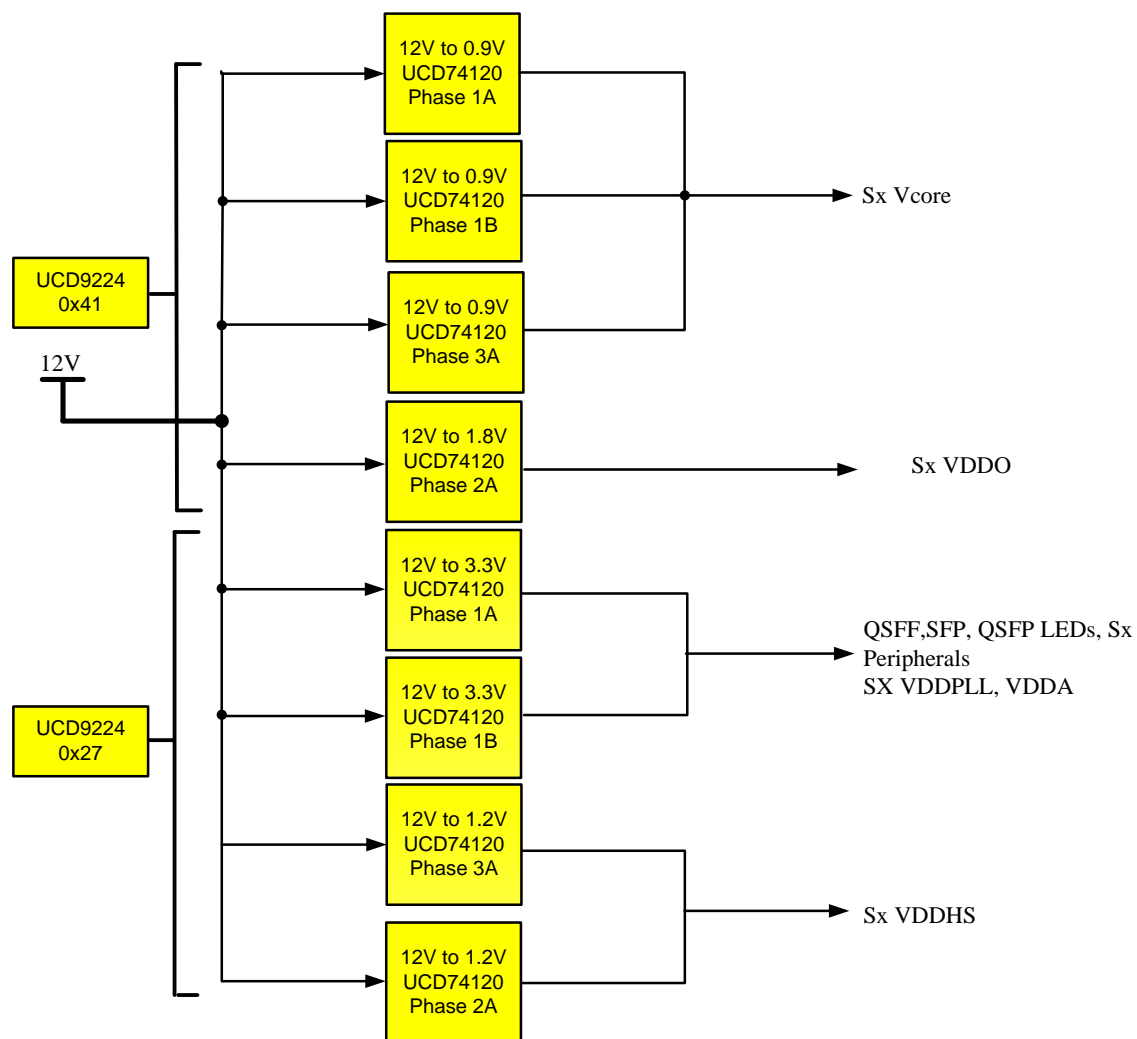 12V to 0.9V
UCD74120
Phase 1A
12V to 0.9V
UCD74120
Phase 1B
Sx Vcore
UCD9224
0x41
12V to 0.9V
UCD74120
Phase 3A
12V
12V to 1.8V
UCD74120
Phase 2A
Sx VDDO
12V to 3.3V
UCD74120
Phase 1A
QSFF,SFP, QSFP LEDs, Sx
Peripherals
SX VDDPLL, VDDA
12V to 3.3V
UCD74120
Phase 1B
UCD9224
0x27
12V to 1.2V
UCD74120
Phase 3A
Sx VDDHS
12V to 1.2V
UCD74120
Phase 2A